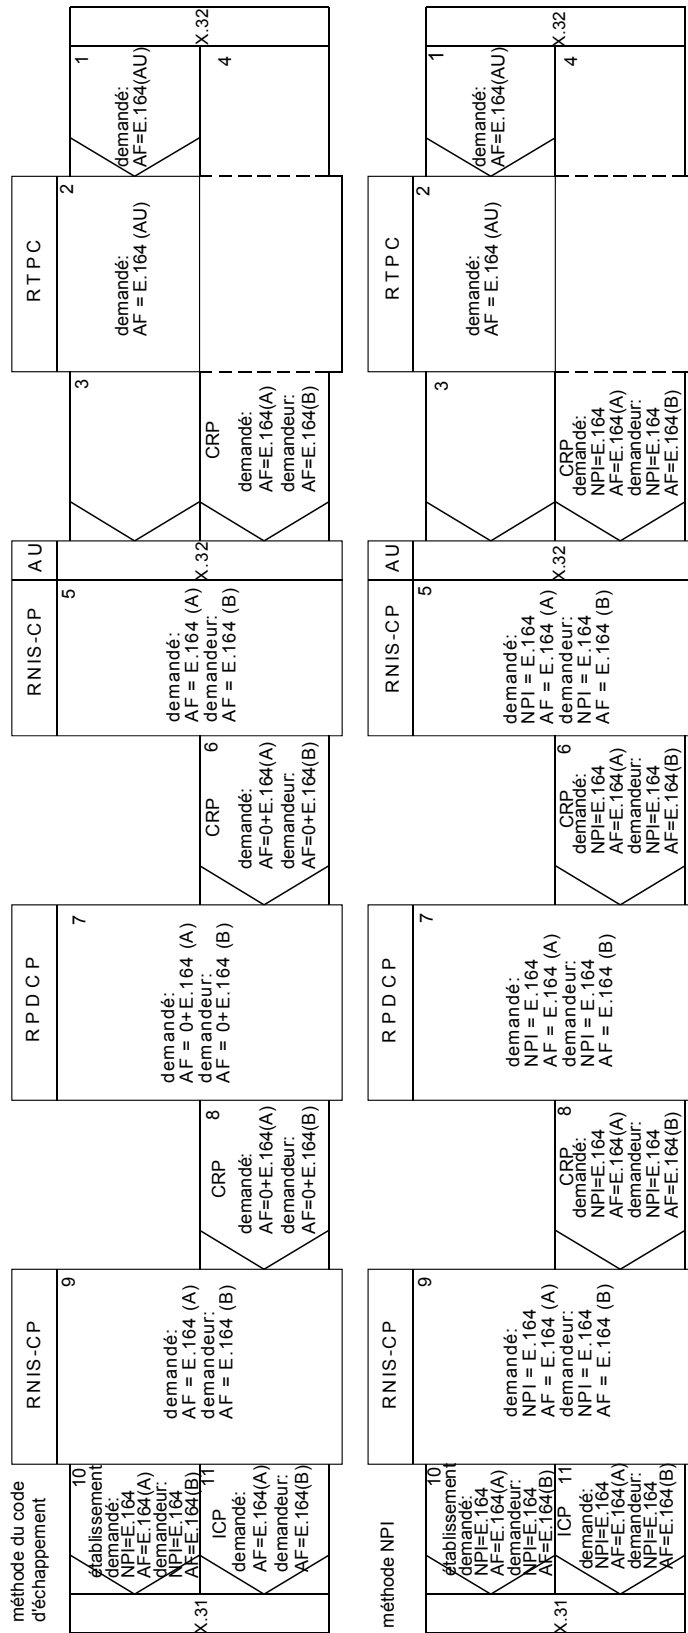 méthode du code
d'échappement
RNIS-CP
RPDCP
RNIS-CP
AU
RTPC
X.31
10
établissement
demandé:
NPI=E.164
AF=E.164(A)
demandeur:
NPI=E.164
AF=E.164(B)
11
ICP
demandé:
AF=E.164(A)
demandeur:
AF=E.164(B)
9
demandé:
AF = E.164 (A)
demandeur:
AF = E.164 (B)
8
CRP
demandé:
AF=0+E.164(A)
demandeur:
AF=0+E.164(B)
7
demandé:
AF = 0+E.164 (A)
demandeur:
AF = 0+E.164 (B)
6
CRP
demandé:
AF=0+E.164(A)
demandeur:
AF=0+E.164(B)
5
demandé:
AF = E.164 (A)
demandeur:
AF = E.164 (B)
X.32
3
CRP
demandé:
AF=E.164(A)
demandeur:
AF=E.164(B)
2
demandé:
AF = E.164 (AU)
1
demandé:
AF=E.164(AU)
4
X.32
méthode NPI
RNIS-CP
RPDCP
RNIS-CP
AU
RTPC
X.31
10
établissement
demandé:
NPI=E.164
AF=E.164(A)
demandeur:
NPI=E.164
AF=E.164(B)
11
ICP
demandé:
NPI=E.164
AF=E.164(A)
demandeur:
NPI=E.164
AF=E.164(B)
9
demandé:
NPI = E.164
AF = E.164 (A)
demandeur:
NPI = E.164
AF = E.164 (B)
8
CRP
demandé:
NPI=E.164
AF=E.164(A)
demandeur:
NPI=E.164
AF=E.164(B)
7
demandé:
NPI = E.164
AF = E.164 (A)
demandeur:
NPI = E.164
AF = E.164 (B)
6
CRP
demandé:
NPI=E.164
AF=E.164(A)
demandeur:
NPI=E.164
AF=E.164(B)
5
demandé:
NPI = E.164
AF = E.164 (A)
demandeur:
NPI = E.164
AF = E.164 (B)
X.32
3
CRP
demandé:
NPI=E.164
AF=E.164(A)
demandeur:
NPI=E.164
AF=E.164(B)
2
demandé:
AF = E.164 (AU)
1
demandé:
AF=E.164(AU)
4
X.32